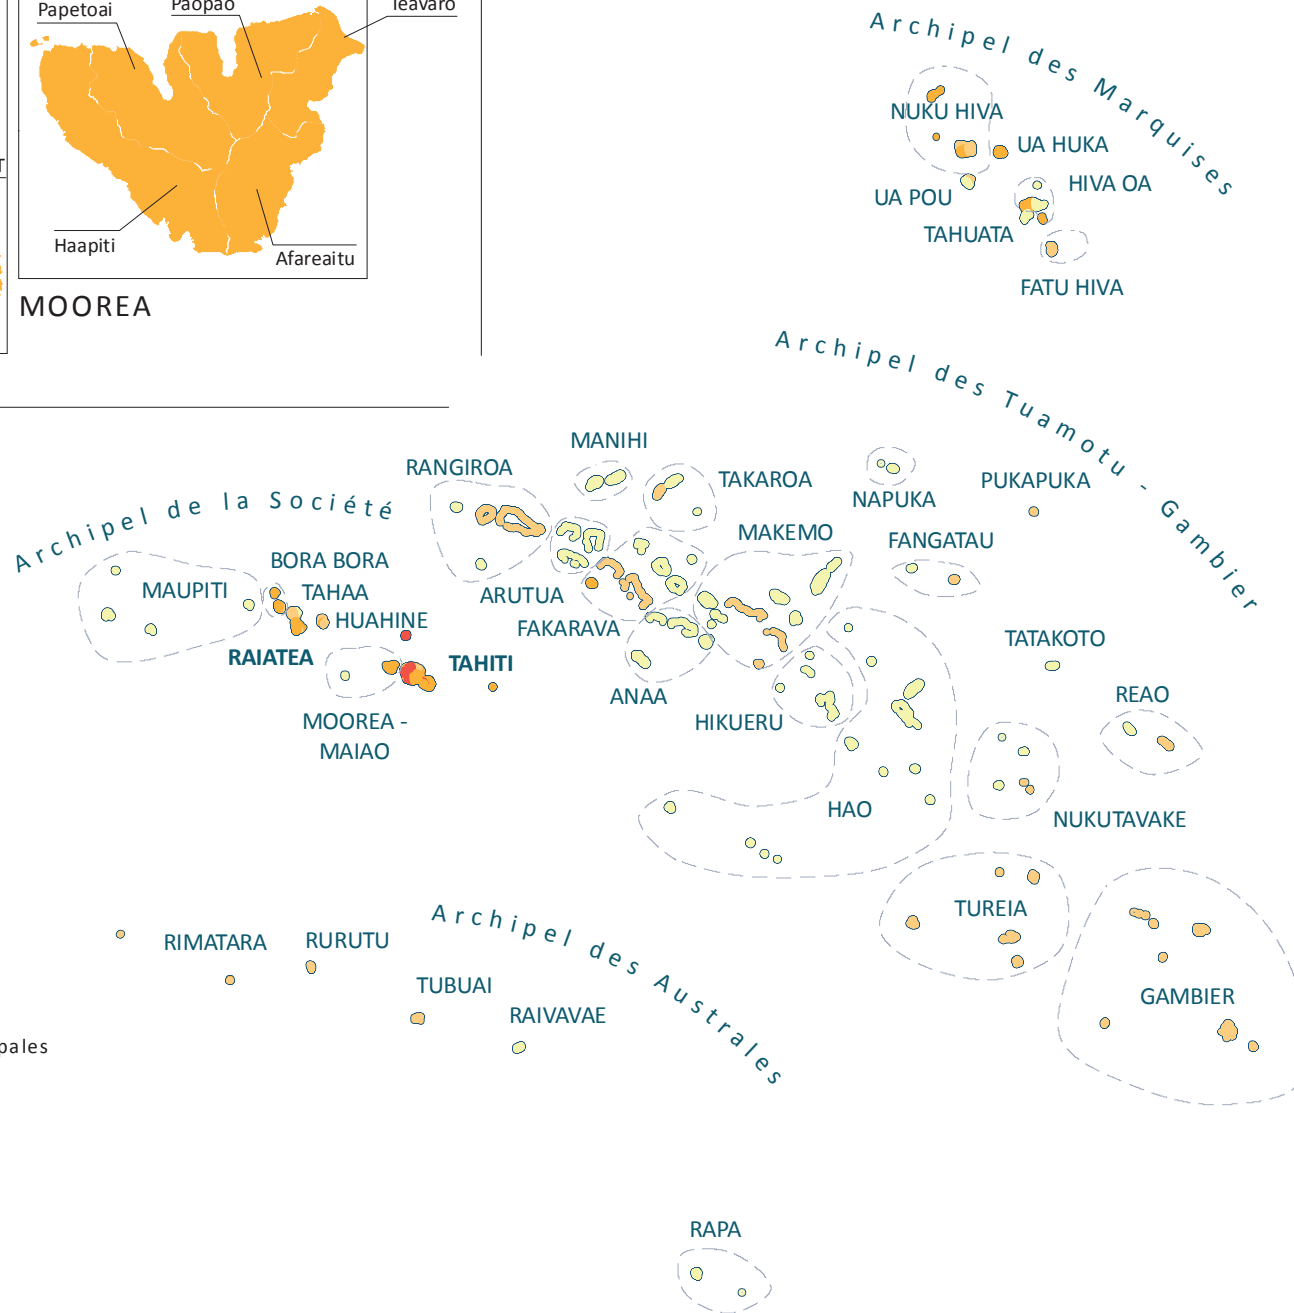 Papetoai
Paopao
Teavaro
Haapiti
Afareaitu
MOOREA
Archipel des Marquises
NUKU HIVA
UA HUKA
HIVA OA
UA POU
TAHUATA
FATU HIVA
Archipel des Tuamotu - Gambier
MANIHI
RANGIROA
TAKAROA
NAPUKA
PUKAPUKA
MAKEMO
FANGATAU
Archipel de la Société
BORA BORA
MAUPITI
TAHAA
ARUTUA
HUAHINE
FAKARAVA
TATAKOTO
RAIATEA
TAHITI
ANAA
REAO
MOOREA -
MAIAO
HIKUERU
HAO
NUKUTAVAKE
TUREIA
Archipel des Australes
RIMATARA
RURUTU
TUBUAI
RAIVAVAE
GAMBIER
pales
RAPA